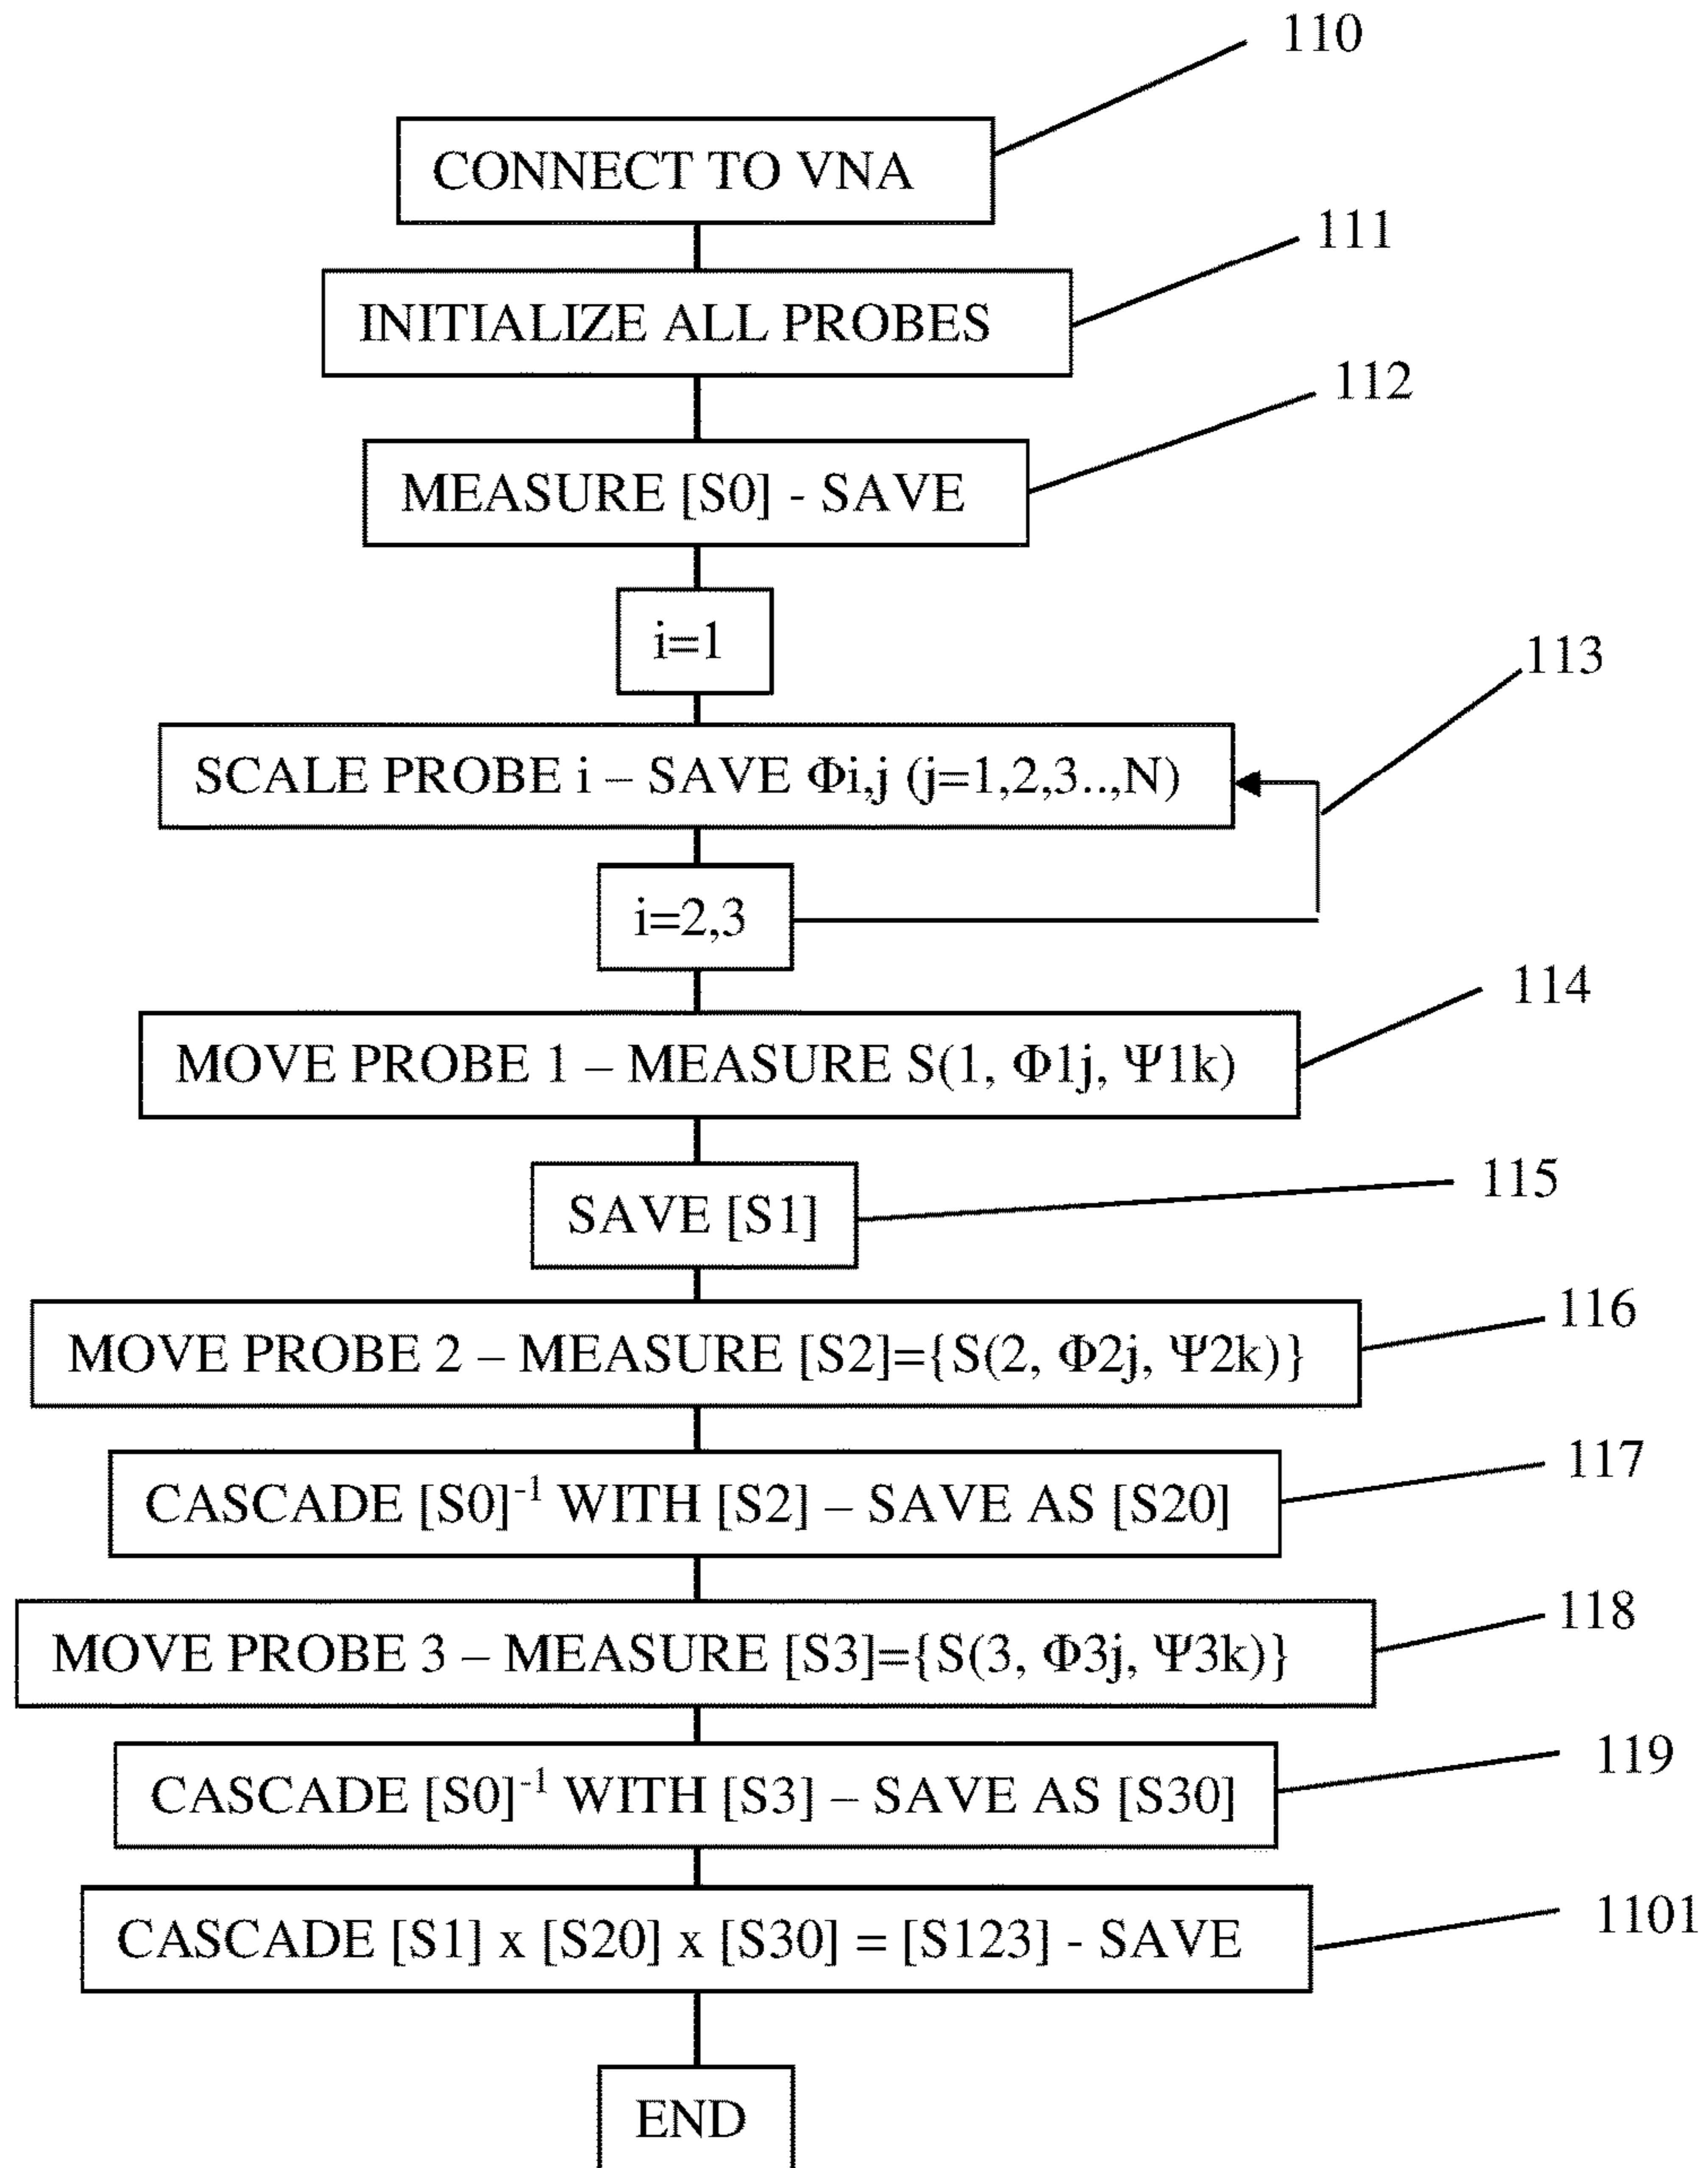 110
CONNECT TO VNA
111
INITIALIZE ALL PROBES
112
MEASURE [S0] - SAVE
i=1
113
SCALE PROBE i – SAVE Φi,j (j=1,2,3..,N)
i=2,3
114
MOVE PROBE 1 – MEASURE S(1, Φ1j, Ψ1k)
115
SAVE [S1]
116
MOVE PROBE 2 – MEASURE [S2]={S(2, Φ2j, Ψ2k)}
117
CASCADE [S0]⁻¹ WITH [S2] – SAVE AS [S20]
118
MOVE PROBE 3 – MEASURE [S3]={S(3, Φ3j, Ψ3k)}
119
CASCADE [S0]⁻¹ WITH [S3] – SAVE AS [S30]
1101
CASCADE [S1] x [S20] x [S30] = [S123] - SAVE
END